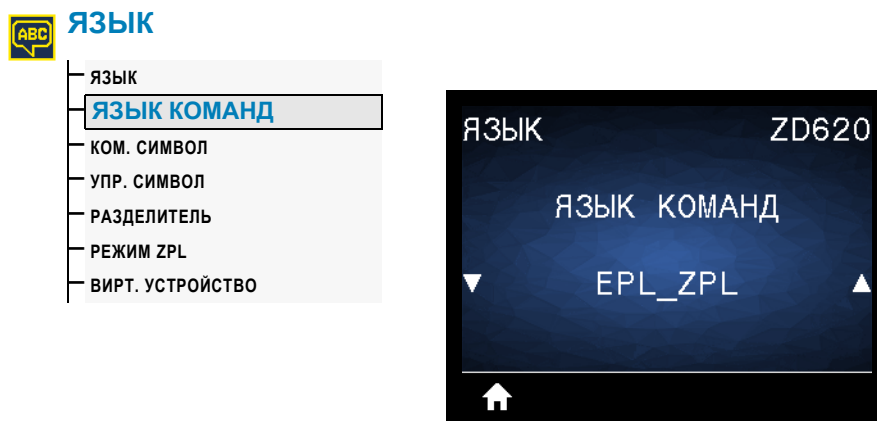 ABC
ЯЗЫК
ЯЗЫК
ЯЗЫК КОМАНД
КОМ. СИМВОЛ
УПР. СИМВОЛ
РАЗДЕЛИТЕЛЬ
РЕЖИМ ZPL
ВИРТ. УСТРОЙСТВО
ЯЗЫК ZD620
ЯЗЫК КОМАНД
EPL_ZPL